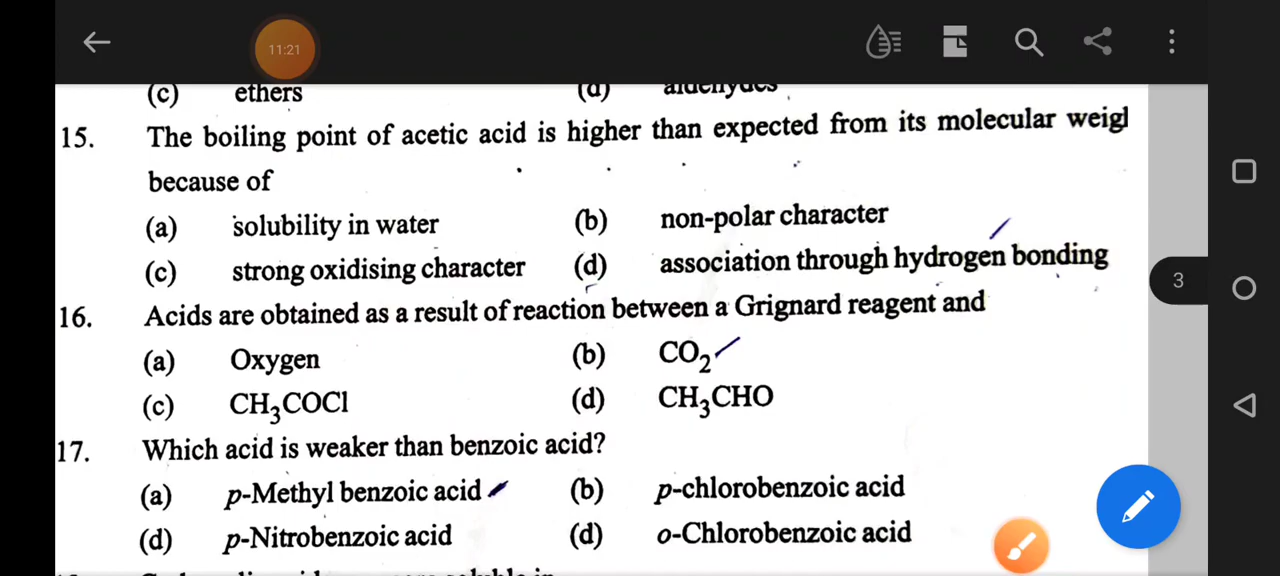 11:21
(c) ethers (d) aldehydes
15. The boiling point of acetic acid is higher than expected from its molecular weigl
because of
(a) solubility in water (b) non-polar character
(c) strong oxidising character (d) association through hydrogen bonding
16. Acids are obtained as a result of reaction between a Grignard reagent and
(a) Oxygen (b) CO2
(c) CH3COCl (d) CH3CHO
17. Which acid is weaker than benzoic acid?
(a) p-Methyl benzoic acid (b) p-chlorobenzoic acid
(d) p-Nitrobenzoic acid (d) o-Chlorobenzoic acid
3